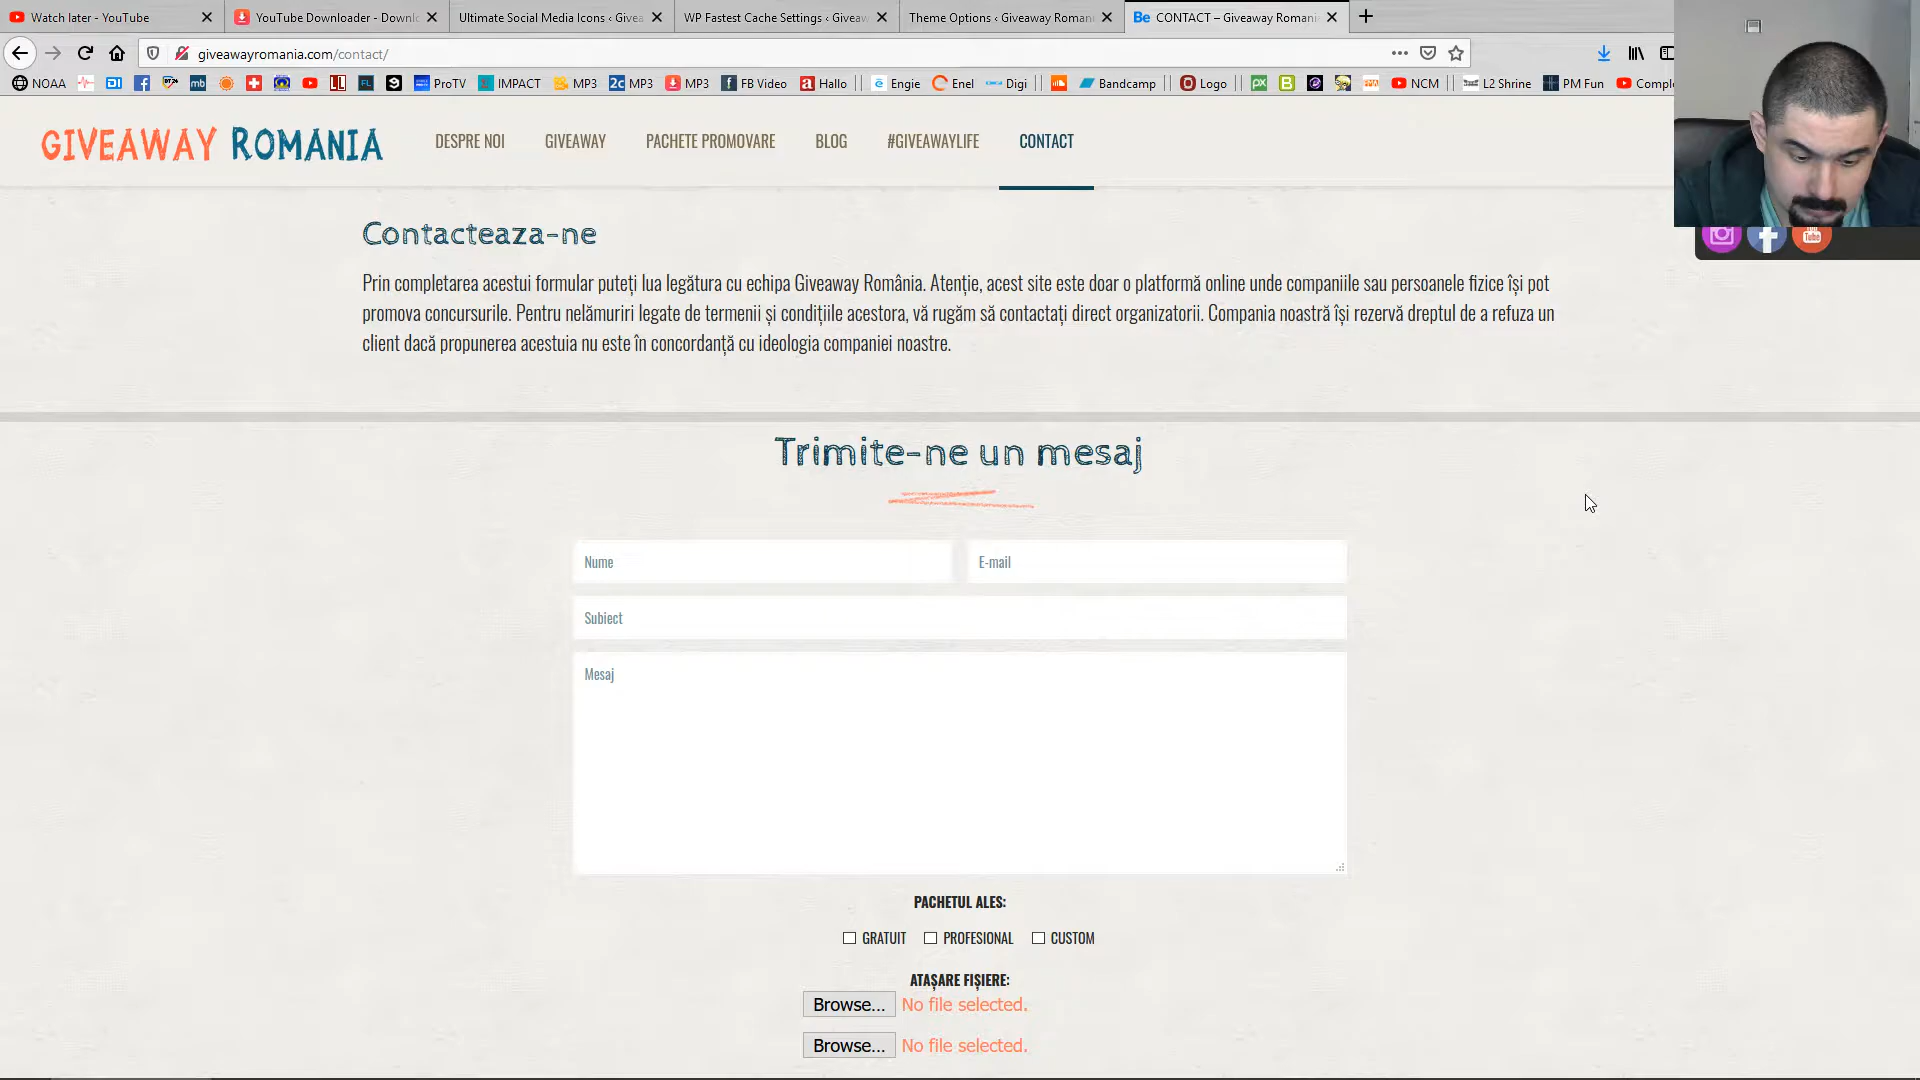 Watch later - YouTube
YouTube Downloader - Downl
Ultimate Social Media Icons ‹ Givea
WP Fastest Cache Settings ‹ Giveaw
Theme Options ‹ Giveaway Roman
Be CONTACT – Giveaway Romani
giveawayromania.com/contact/
NOAA ProTV IMPACT MP3 2c MP3 MP3 FB Video Hallo Engie Enel Digi Bandcamp Logo NCM L2 Shrine PM Fun Comple
GIVEAWAY ROMANIA
DESPRE NOI
GIVEAWAY
PACHETE PROMOVARE
BLOG
#GIVEAWAYLIFE
CONTACT
Contacteaza-ne
Prin completarea acestui formular puteți lua legătura cu echipa Giveaway România. Atenție, acest site este doar o platformă online unde companiile sau persoanele fizice își pot
promova concursurile. Pentru nelămuriri legate de termenii și condițiile acestora, vă rugăm să contactați direct organizatorii. Compania noastră își rezervă dreptul de a refuza un
client dacă propunerea acestuia nu este în concordanță cu ideologia companiei noastre.
Trimite-ne un mesaj
Nume
E-mail
Subiect
Mesaj
PACHETUL ALES:
GRATUIT PROFESIONAL CUSTOM
ATAȘARE FIȘIERE:
Browse... No file selected.
Browse... No file selected.